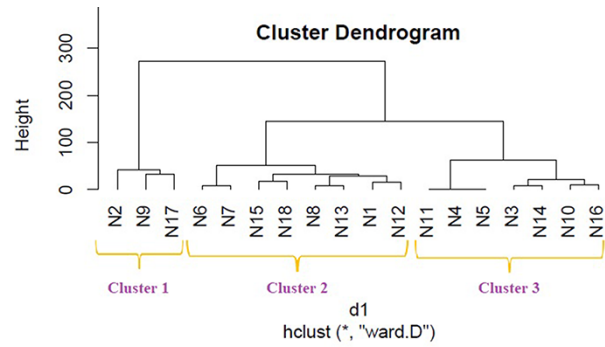 Cluster Dendrogram
Height
300
200
100
0
N2 N9 N17 N6 N7 N15 N18 N8 N13 N1 N12 N11 N4 N5 N3 N14 N10 N16
Cluster 1 Cluster 2 Cluster 3
d1
hclust (*, "ward.D")